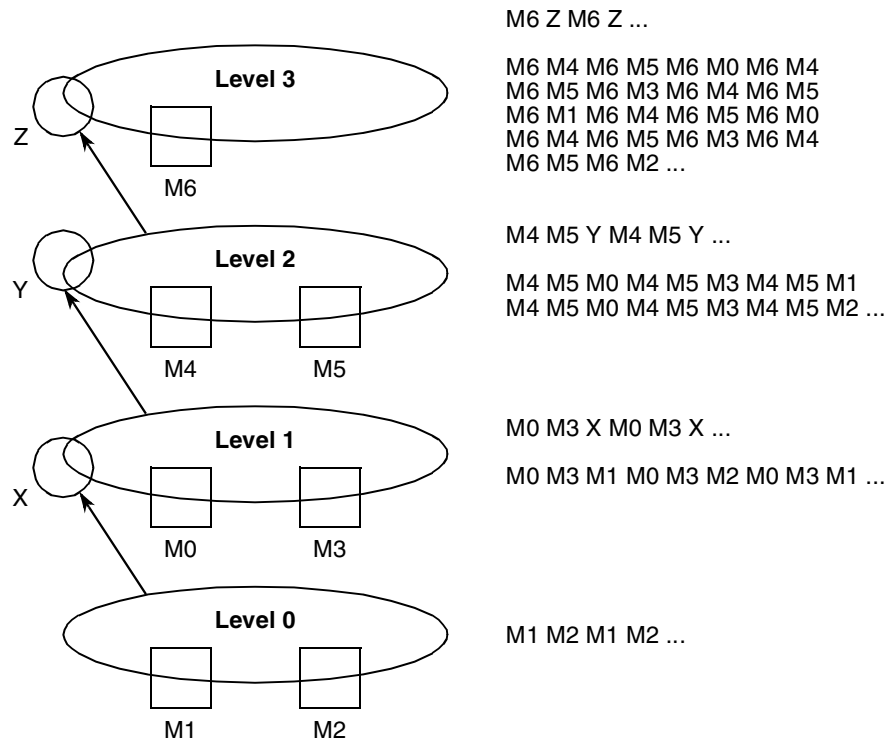 M6 Z M6 Z ...
Level 3
M6 M4 M6 M5 M6 M0 M6 M4
M6 M5 M6 M3 M6 M4 M6 M5
M6 M1 M6 M4 M6 M5 M6 M0
M6 M4 M6 M5 M6 M3 M6 M4
M6 M5 M6 M2 ...
Z
M6
M4 M5 Y M4 M5 Y ...
Level 2
M4 M5 M0 M4 M5 M3 M4 M5 M1
M4 M5 M0 M4 M5 M3 M4 M5 M2 ...
Y
M4
M5
M0 M3 X M0 M3 X ...
Level 1
M0 M3 M1 M0 M3 M2 M0 M3 M1 ...
X
M0
M3
Level 0
M1 M2 M1 M2 ...
M1
M2